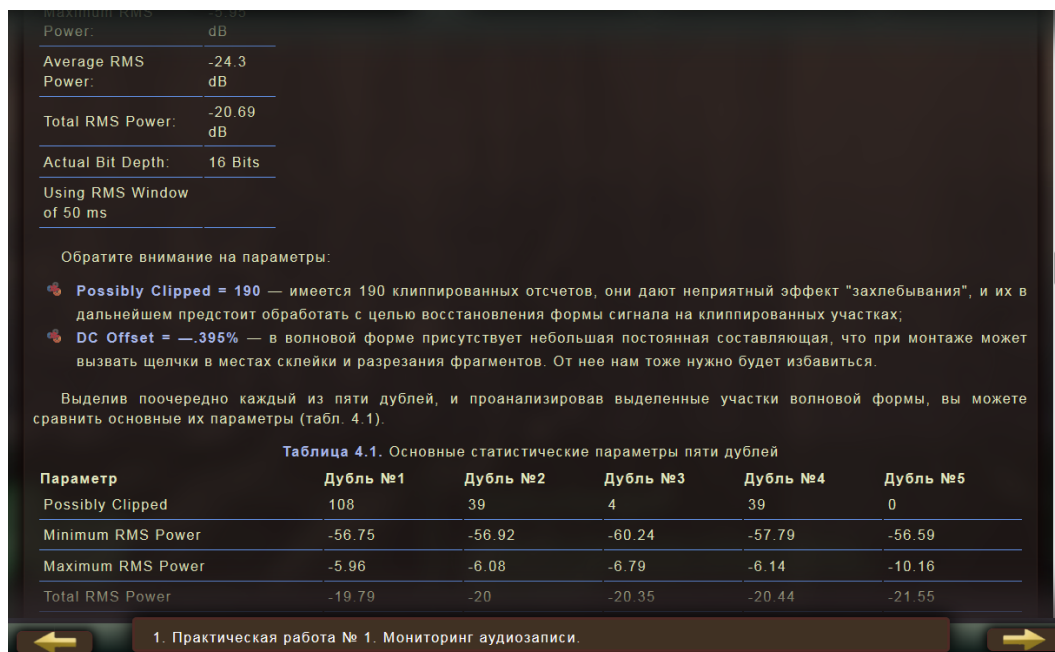 Maximum RMS -5.95
Power: dB
Average RMS -24.3
Power: dB
Total RMS Power: -20.69
dB
Actual Bit Depth: 16 Bits
Using RMS Window
of 50 ms
Обратите внимание на параметры:
Possibly Clipped = 190 — имеется 190 клиппированных отсчетов, они дают неприятный эффект "захлебывания", и их в
дальнейшем предстоит обработать с целью восстановления формы сигнала на клиппированных участках;
DC Offset = —.395% — в волновой форме присутствует небольшая постоянная составляющая, что при монтаже может
вызвать щелчки в местах склейки и разрезания фрагментов. От нее нам тоже нужно будет избавиться.
Выделив поочередно каждый из пяти дублей, и проанализировав выделенные участки волновой формы, вы можете
сравнить основные их параметры (табл. 4.1).
Таблица 4.1. Основные статистические параметры пяти дублей
Параметр Дубль №1 Дубль №2 Дубль №3 Дубль №4 Дубль №5
Possibly Clipped 108 39 4 39 0
Minimum RMS Power -56.75 -56.92 -60.24 -57.79 -56.59
Maximum RMS Power -5.96 -6.08 -6.79 -6.14 -10.16
Total RMS Power -19.79 -20 -20.35 -20.44 -21.55
1. Практическая работа № 1. Мониторинг аудиозаписи.